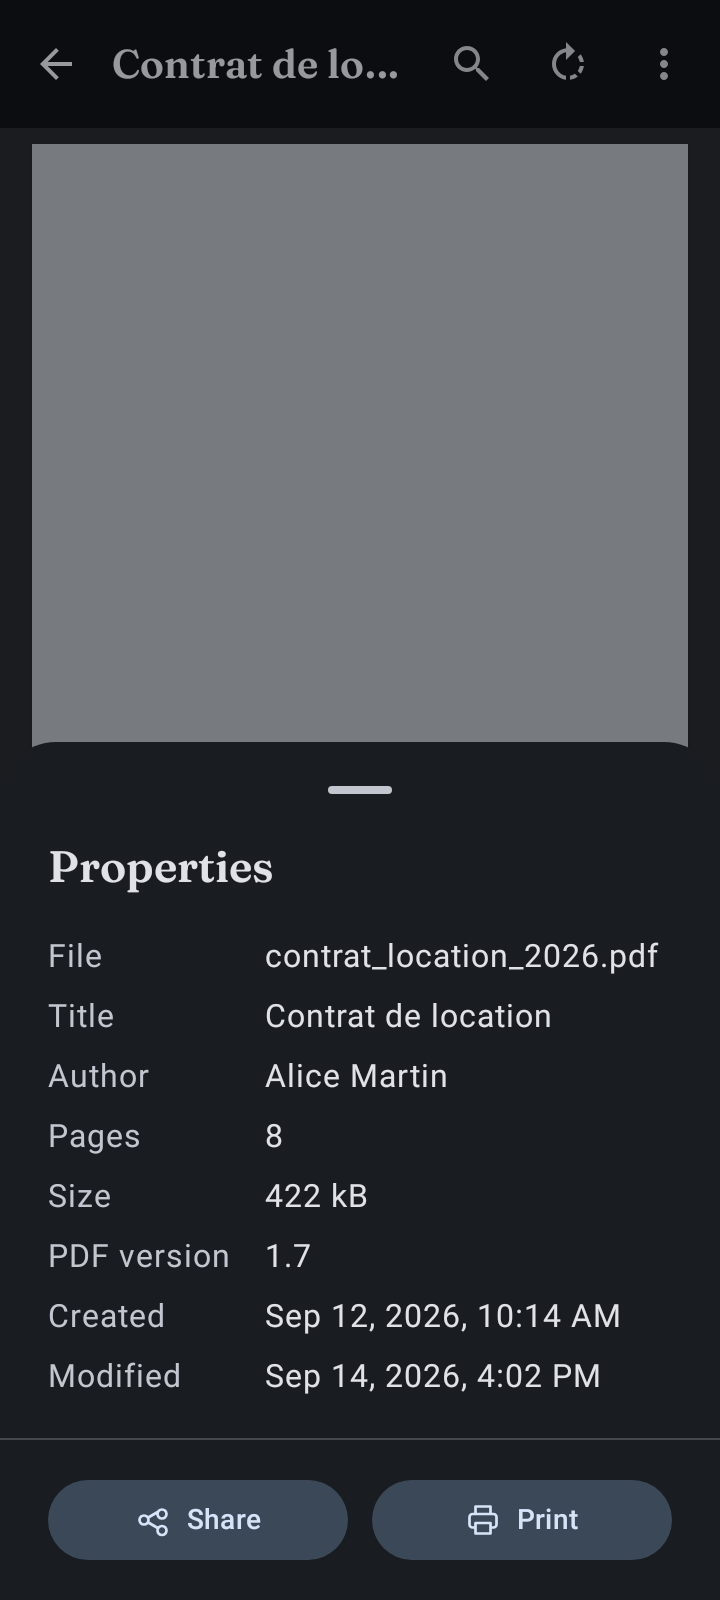 Contrat de lo...
Properties
File contrat_location_2026.pdf
Title Contrat de location
Author Alice Martin
Pages 8
Size 422 kB
PDF version 1.7
Created Sep 12, 2026, 10:14 AM
Modified Sep 14, 2026, 4:02 PM
Share Print